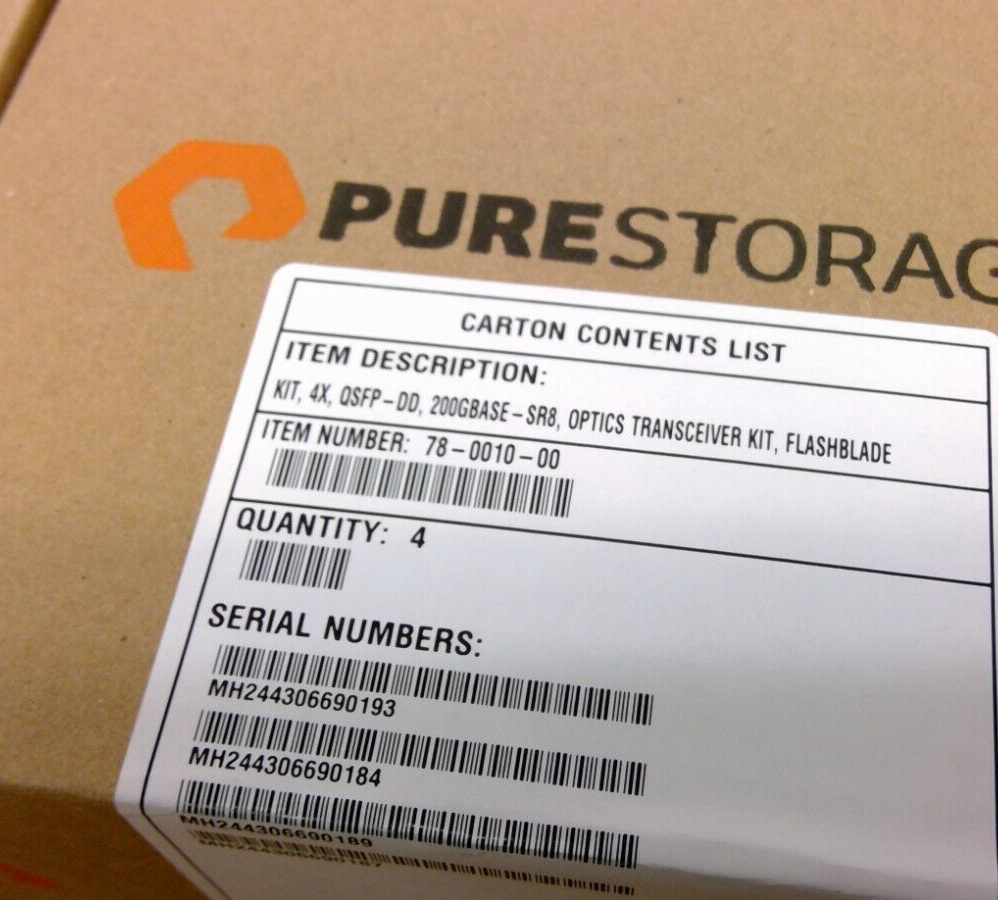 PURESTORAG
CARTON CONTENTS LIST
ITEM DESCRIPTION:
KIT, 4X, QSFP-DD, 200GBASE-SR8, OPTICS TRANSCEIVER KIT, FLASHBLADE
ITEM NUMBER: 78-0010-00
QUANTITY: 4
SERIAL NUMBERS:
MH244306690193
MH244306690184
MH244306690189